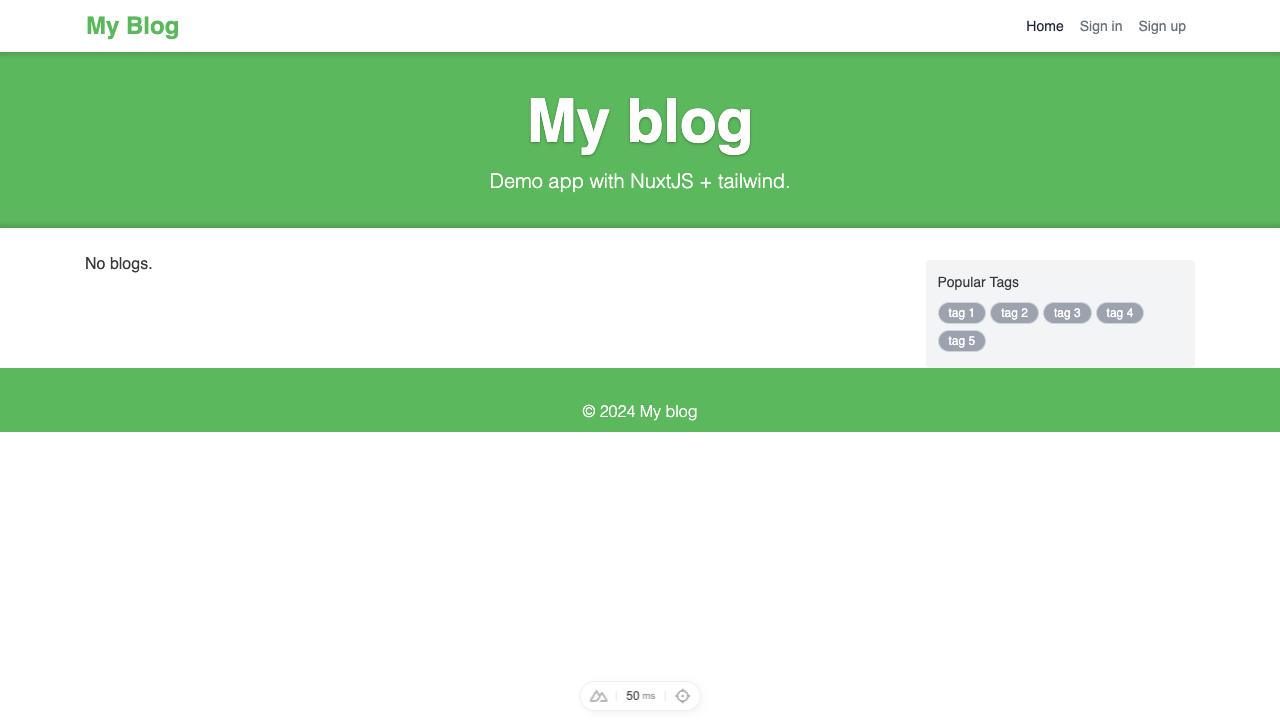 My Blog
Home Sign in Sign up
My blog
Demo app with NuxtJS + tailwind.
No blogs.
Popular Tags
tag 1 tag 2 tag 3 tag 4
tag 5
© 2024 My blog
50 ms